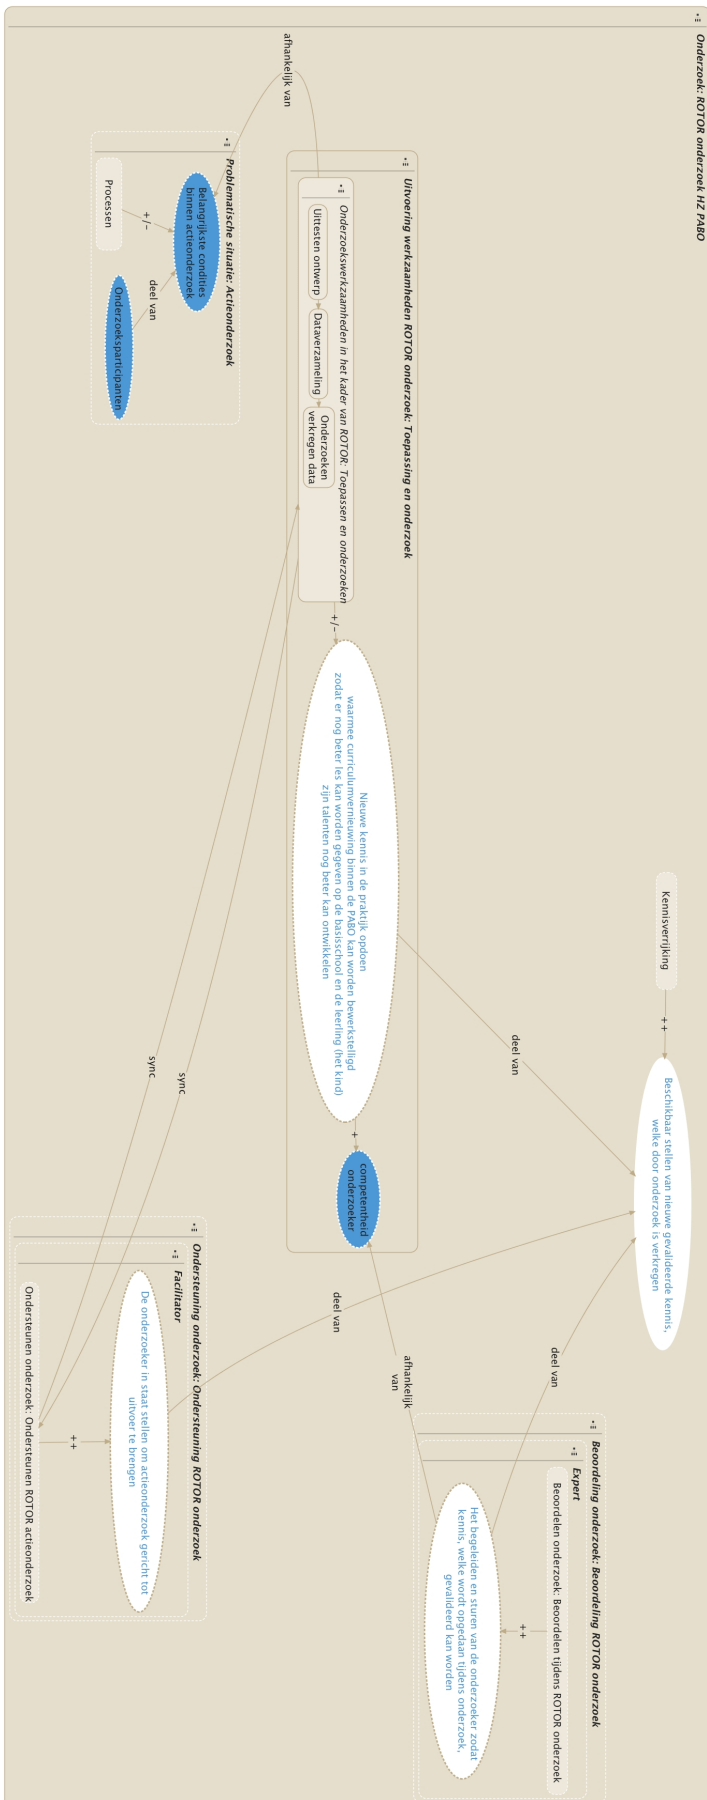 Onderzoek: ROTOR onderzoek HZ PABO
Kennisverrijking
++
Beschikbaar stellen van nieuwe gevalideerde kennis,
welke door onderzoek is verkregen
deel van
deel van
deel van
Beoordeling onderzoek: Beoordeling ROTOR onderzoek
Expert
Beoordelen onderzoek: Beoordelen tijdens ROTOR onderzoek
++
Het begeleiden en sturen van de onderzoeker zodat
kennis, welke wordt opgedaan tijdens onderzoek,
gevalideerd kan worden
afhankelijk
van
Uitvoering werkzaamheden ROTOR onderzoek: Toepassing en onderzoek
Onderzoekswerkzaamheden in het kader van ROTOR: Toepassen en onderzoeken
Uittesten ontwerp
Dataverzameling
Onderzoeken
verkregen data
+/-
Nieuwe kennis in de praktijk opdoen
waarmee curriculumvernieuwing binnen de PABO kan worden bewerkstelligd
zodat er nog beter les kan worden gegeven op de basisschool en de leerling (het kind)
zijn talenten nog beter kan ontwikkelen
+
competentheid
onderzoeker
afhankelijk van
Problematische situatie: Actieonderzoek
Belangrijkste condities
binnen actieonderzoek
+/-
Processen
deel van
Onderzoeksparticipanten
sync
sync
Ondersteuning onderzoek: Ondersteuning ROTOR onderzoek
Facilitator
De onderzoeker in staat stellen om actieonderzoek gericht tot
uitvoer te brengen
++
Ondersteunen onderzoek: Ondersteunen ROTOR actieonderzoek